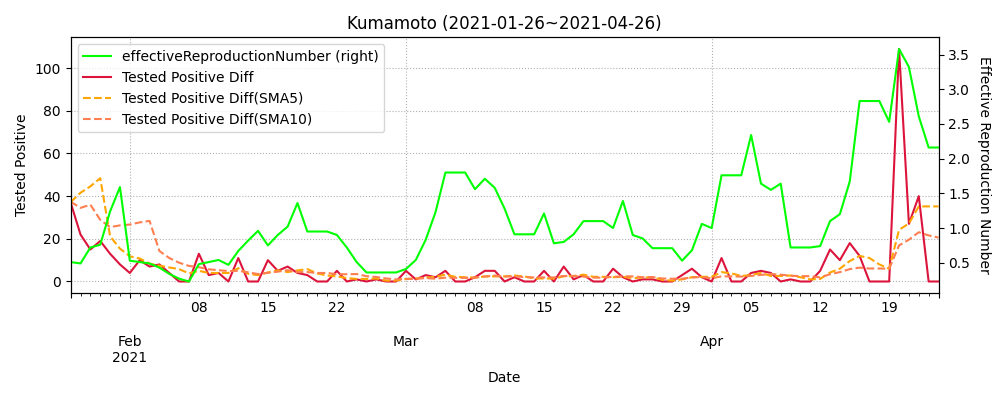 Kumamoto (2021-01-26~2021-04-26)
effectiveReproductionNumber (right)
Tested Positive Diff
Tested Positive Diff(SMA5)
Tested Positive Diff(SMA10)
Tested Positive
100
80
60
40
20
0
3.5
3.0
2.5
2.0
1.5
1.0
0.5
Effective Reproduction Number
08 15 22 08 15 22 29 05 12 19
Feb Mar Apr
2021
Date